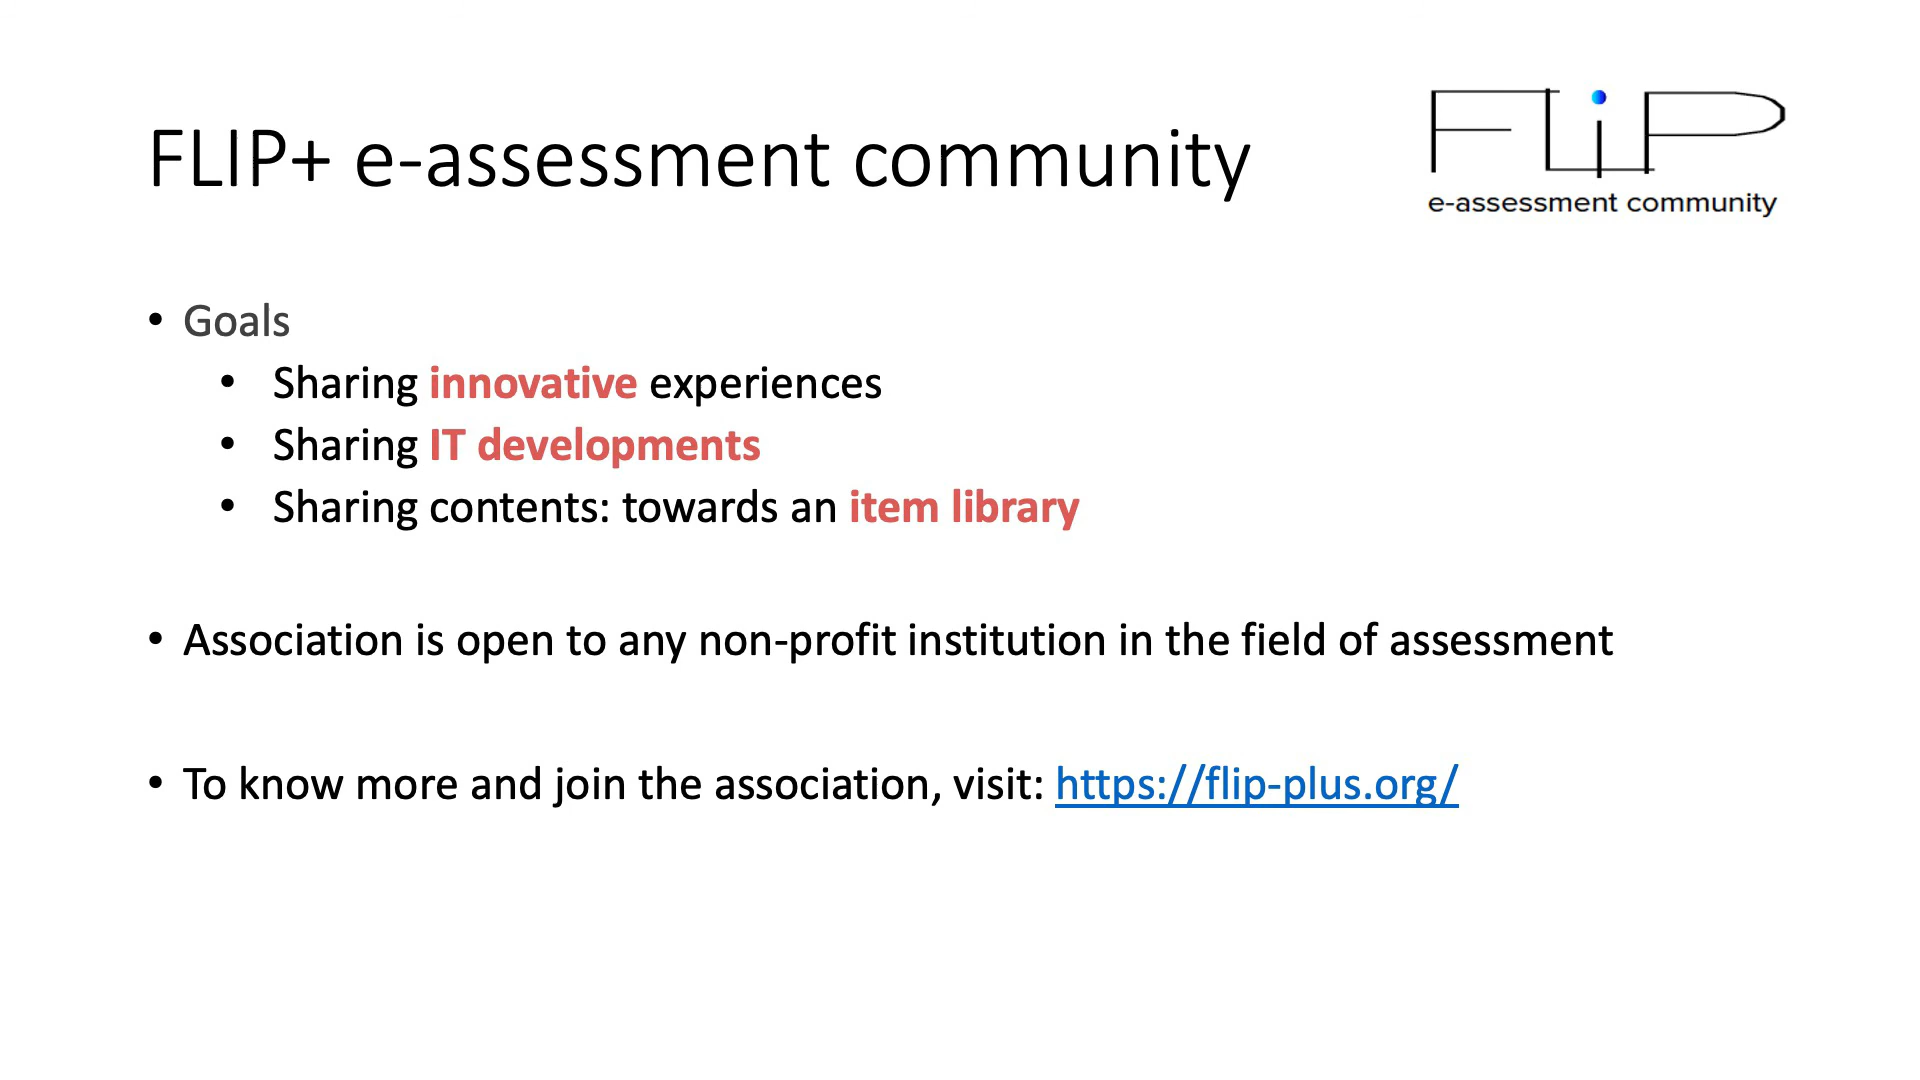 FLIP+ e-assessment community
FLiP
e-assessment community
• Goals
• Sharing innovative experiences
• Sharing IT developments
• Sharing contents: towards an item library
• Association is open to any non-profit institution in the field of assessment
• To know more and join the association, visit: https://flip-plus.org/